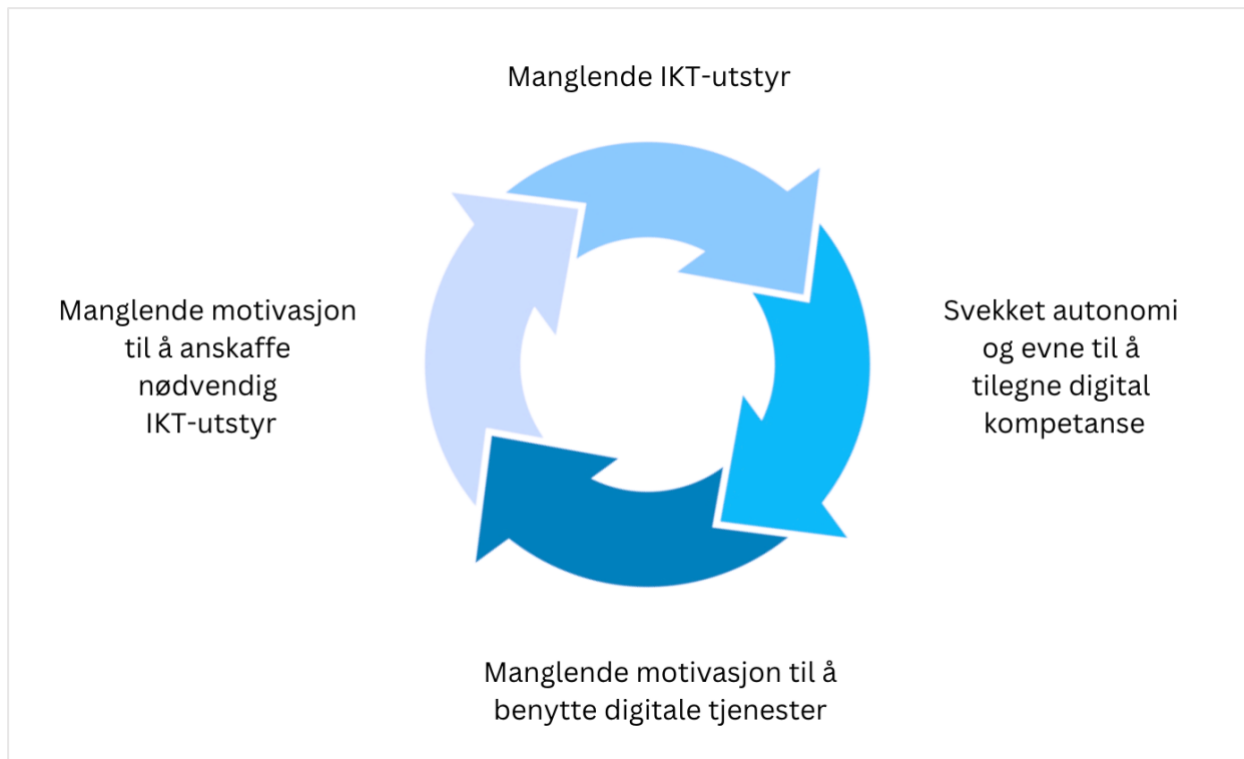 Manglende IKT-utstyr
Manglende motivasjon
til å anskaffe
nødvendig
IKT-utstyr
Svekket autonomi
og evne til å
tilegne digital
kompetanse
Manglende motivasjon til å
benytte digitale tjenester